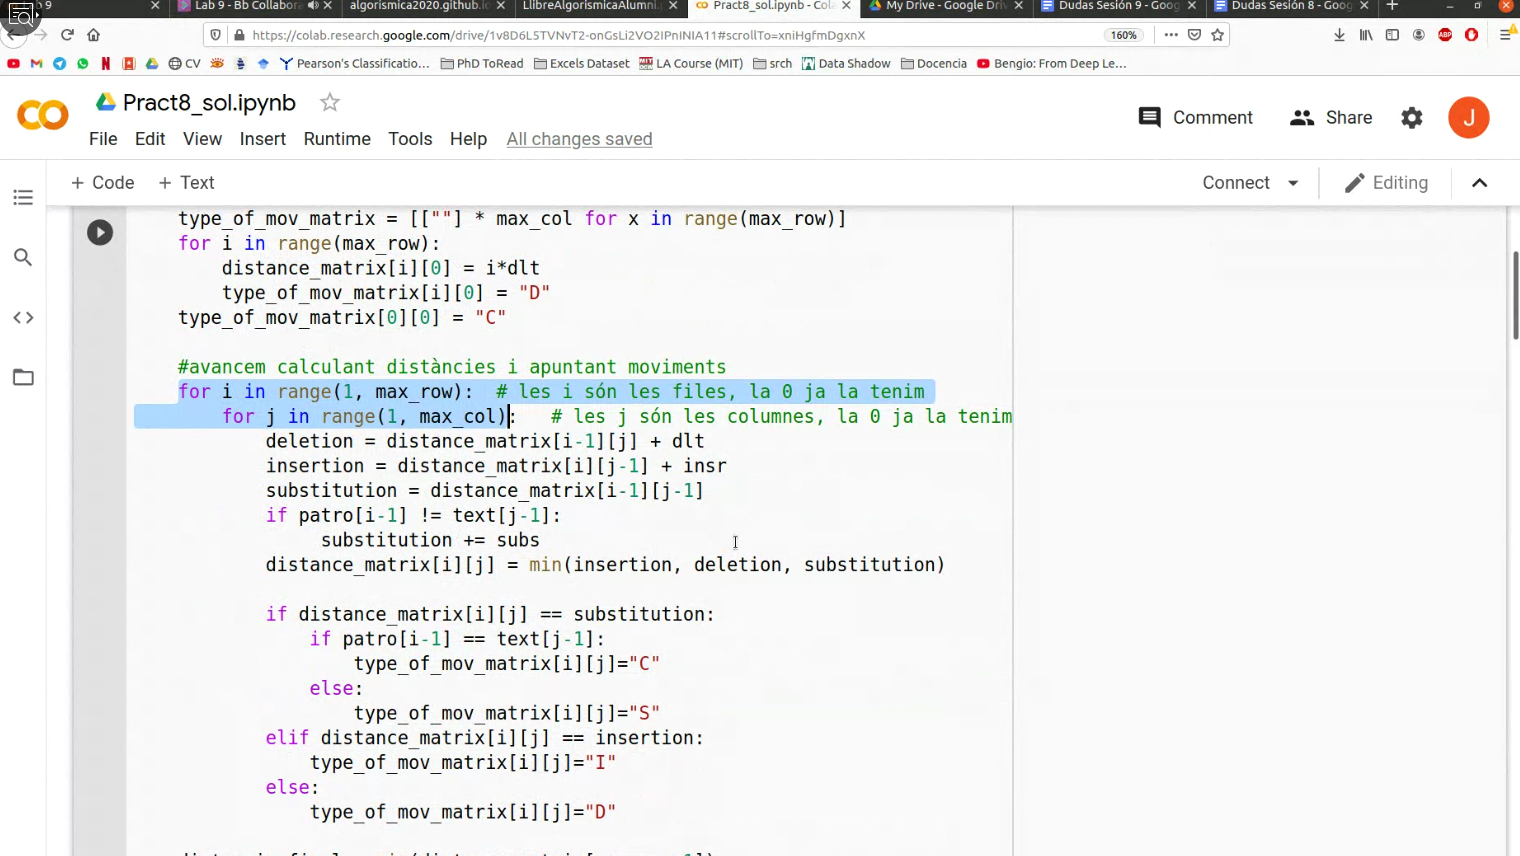 9
Lab 9 - Bb Collabora
algorismica2020.github.io
LlibreAlgorismicaAlumni.p
Pract8_sol.ipynb - Cola
My Drive - Google Driv
Dudas Sesión 9 - Goog
Dudas Sesión 8 - Goog
https://colab.research.google.com/drive/1v8D6L5TVNvT2-onGsLi2VO2IPnINIA11#scrollTo=xniHgfmDgxnX
160%
CV
Pearson's Classificatio...
PhD ToRead
Excels Dataset
LA Course (MIT)
srch
Data Shadow
Docencia
Bengio: From Deep Le...
Pract8_sol.ipynb
Comment
Share
J
File Edit View Insert Runtime Tools Help All changes saved
+ Code + Text
Connect
Editing
type_of_mov_matrix = [[""] * max_col for x in range(max_row)]
for i in range(max_row):
distance_matrix[i][0] = i*dlt
type_of_mov_matrix[i][0] = "D"
type_of_mov_matrix[0][0] = "C"
#avancem calculant distàncies i apuntant moviments
for i in range(1, max_row): # les i són les files, la 0 ja la tenim
for j in range(1, max_col): # les j són les columnes, la 0 ja la tenim
deletion = distance_matrix[i-1][j] + dlt
insertion = distance_matrix[i][j-1] + insr
substitution = distance_matrix[i-1][j-1]
if patro[i-1] != text[j-1]:
substitution += subs
distance_matrix[i][j] = min(insertion, deletion, substitution)
if distance_matrix[i][j] == substitution:
if patro[i-1] == text[j-1]:
type_of_mov_matrix[i][j]="C"
else:
type_of_mov_matrix[i][j]="S"
elif distance_matrix[i][j] == insertion:
type_of_mov_matrix[i][j]="I"
else:
type_of_mov_matrix[i][j]="D"